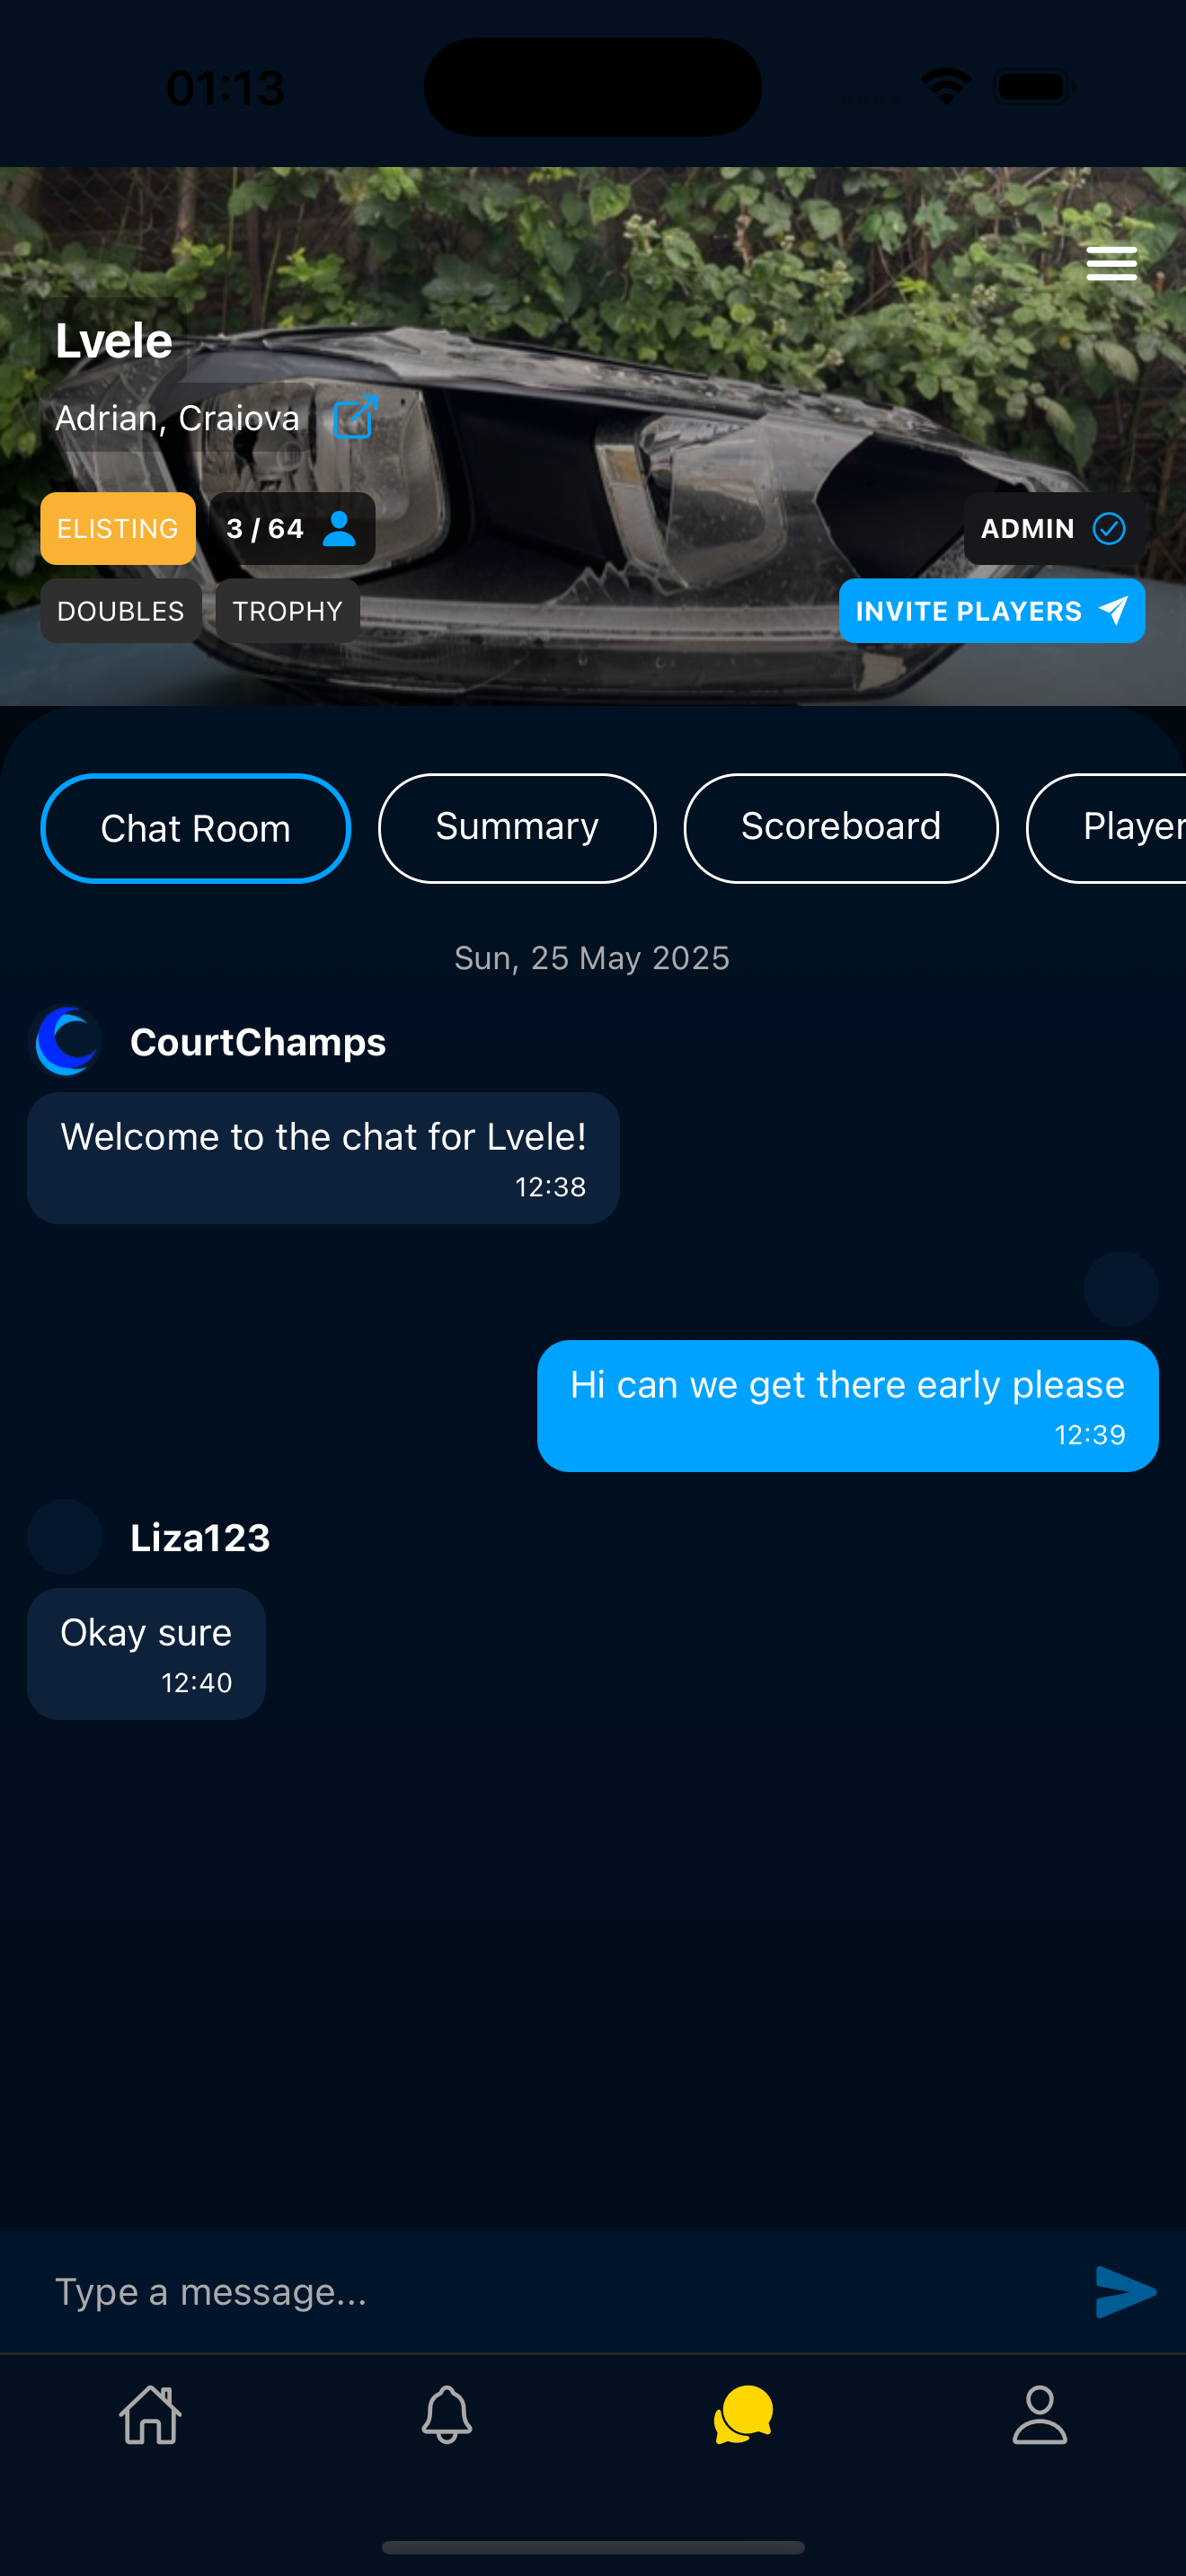 01:13
Lvele
Adrian, Craiova
ELISTING
3 / 64
ADMIN
DOUBLES
TROPHY
INVITE PLAYERS
Chat Room
Summary
Scoreboard
Player
Sun, 25 May 2025
CourtChamps
Welcome to the chat for Lvele!
12:38
Hi can we get there early please
12:39
Liza123
Okay sure
12:40
Type a message...